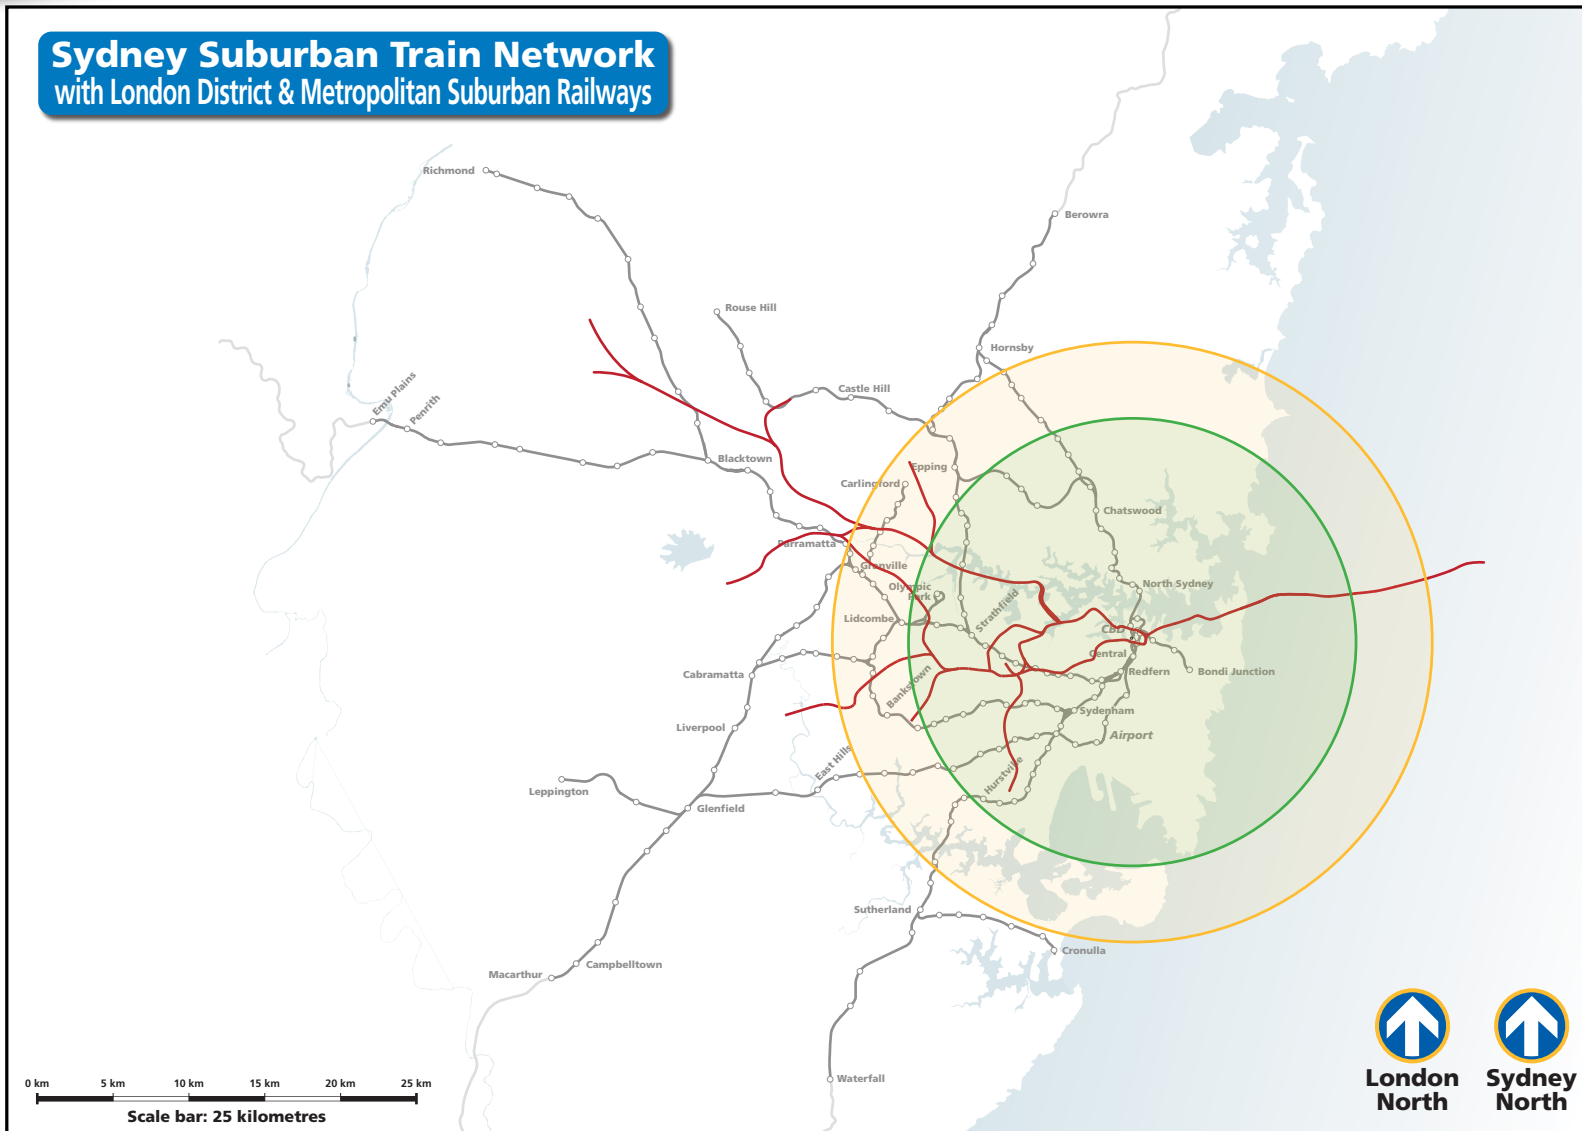 Sydney Suburban Train Network
with London District & Metropolitan Suburban Railways
Richmond
Berowra
Rouse Hill
Hornsby
Emu Plains
Penrith
Castle Hill
Blacktown
Epping
Carlingford
Chatswood
Parramatta
Granville
Olympic
Park
North Sydney
Strathfield
Lidcombe
CBD
Central
Redfern
Bondi Junction
Cabramatta
Bankstown
Sydenham
Liverpool
Airport
East Hills
Hurstville
Leppington
Glenfield
Sutherland
Cronulla
Macarthur
Campbelltown
Waterfall
0 km 5 km 10 km 15 km 20 km 25 km
Scale bar: 25 kilometres
London
North
Sydney
North